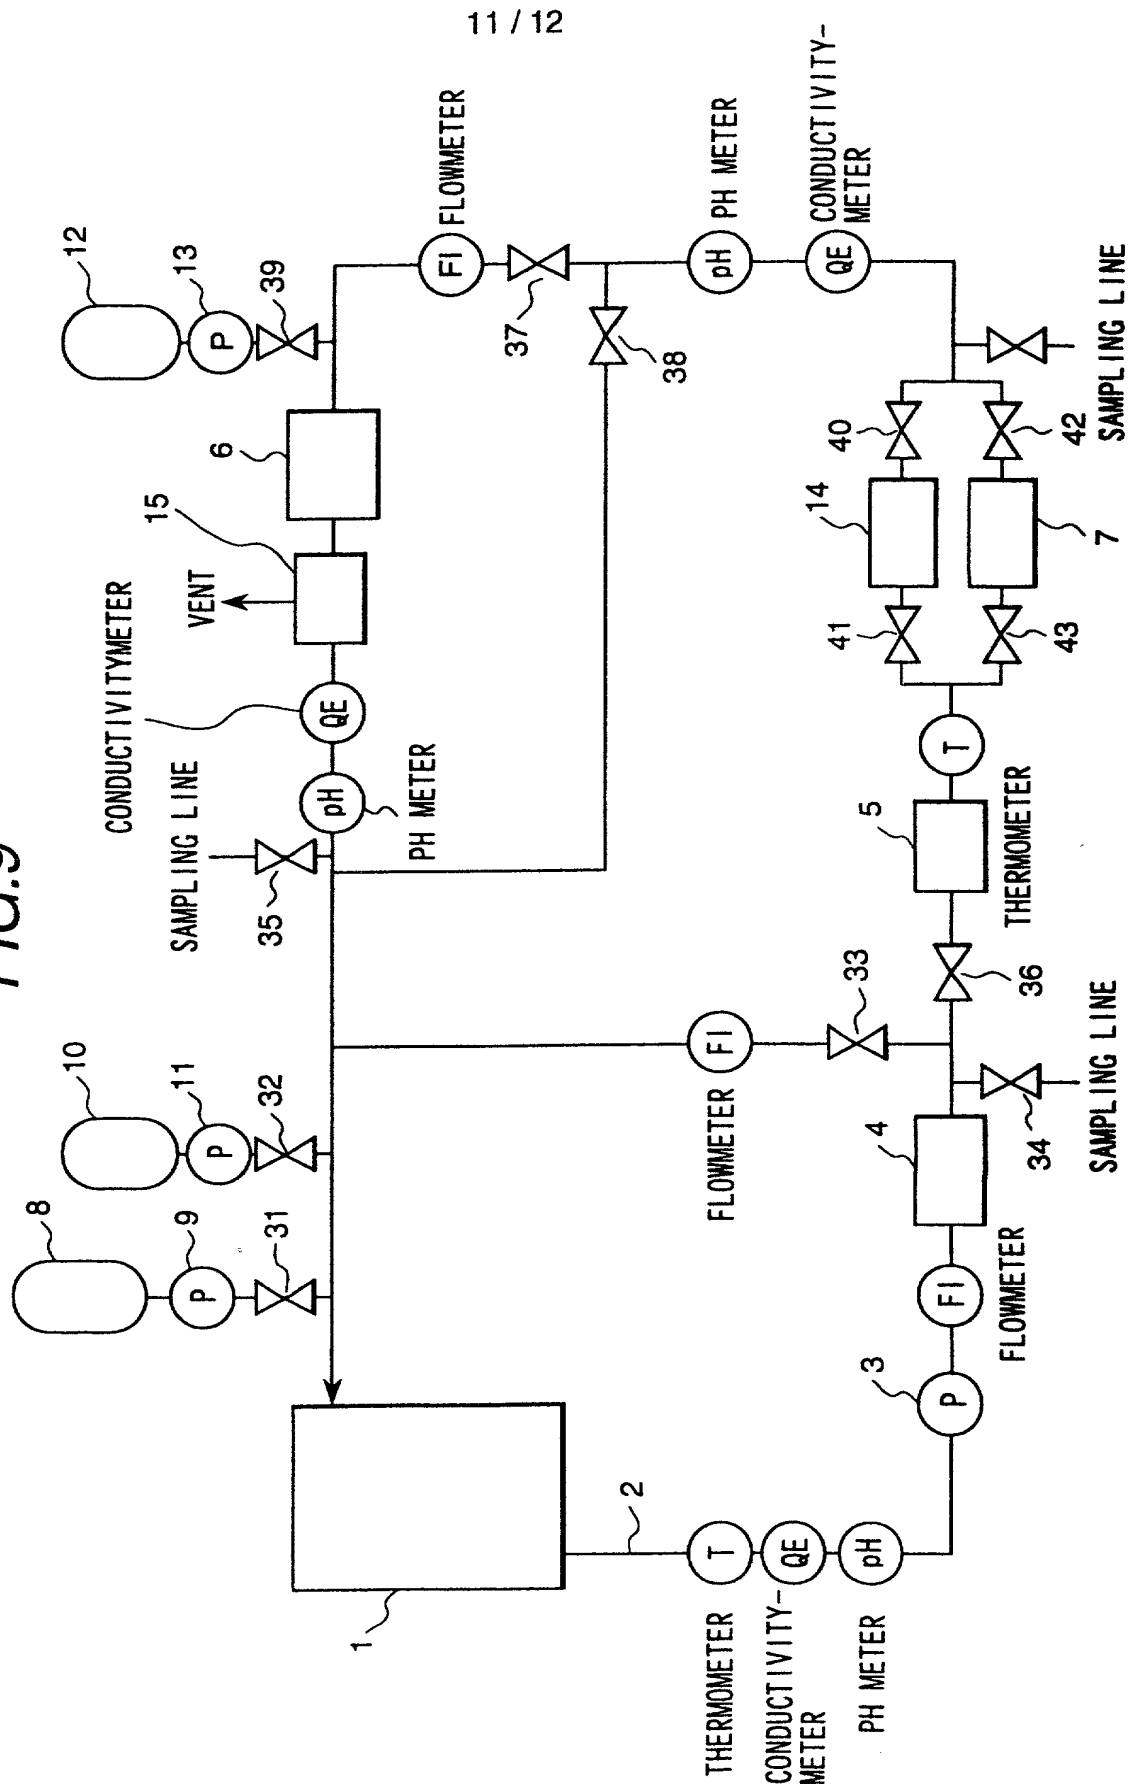 11 / 12
FIG.9
12
13
P
39
FLOWMETER
FI
37
38
PH METER
pH
CONDUCTIVITY-
METER
QE
6
15
VENT
CONDUCTIVITYMETER
QE
pH
PH METER
SAMPLING LINE
35
40
14
41
42
7
43
SAMPLING LINE
T
THERMOMETER
5
36
33
FI
FLOWMETER
34
SAMPLING LINE
4
FI
FLOWMETER
3
P
10
11
P
32
8
9
P
31
1
2
T
THERMOMETER
QE
CONDUCTIVITY-
METER
pH
PH METER